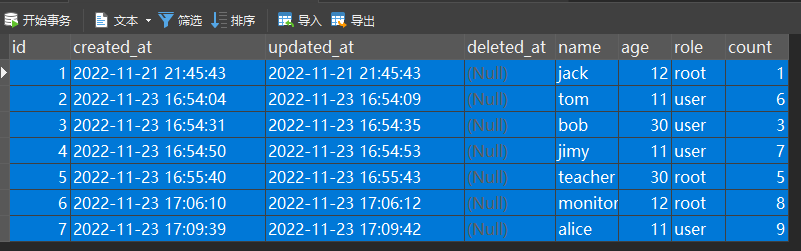 开始事务 文本 筛选 排序 导入 导出
id created_at updated_at deleted_at name age role count
1 2022-11-21 21:45:43 2022-11-21 21:45:43 (Null) jack 12 root 1
2 2022-11-23 16:54:04 2022-11-23 16:54:09 (Null) tom 11 user 6
3 2022-11-23 16:54:31 2022-11-23 16:54:35 (Null) bob 30 user 3
4 2022-11-23 16:54:50 2022-11-23 16:54:53 (Null) jimy 11 user 7
5 2022-11-23 16:55:40 2022-11-23 16:55:43 (Null) teacher 30 root 5
6 2022-11-23 17:06:10 2022-11-23 17:06:12 (Null) monitor 12 root 8
7 2022-11-23 17:09:39 2022-11-23 17:09:42 (Null) alice 11 user 9